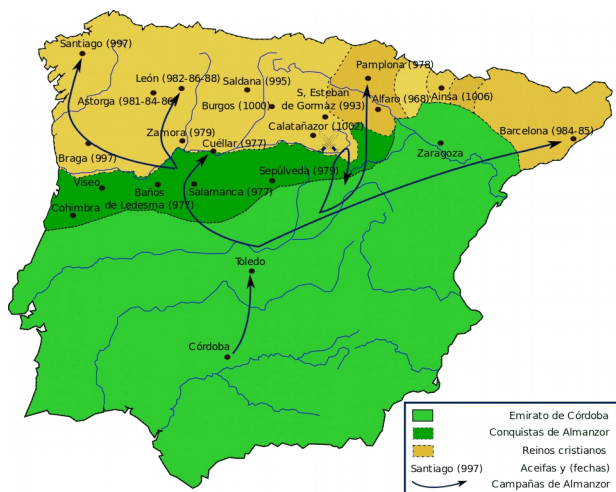 Santiago (997)
Pamplona (978)
León (982-86-88)
Saldana (995)
Ainsa (1006)
Astorga (981-84-86)
S, Esteban
de Gormaz (993)
Burgos (1000)
Alfaro (968)
Zamora (979)
Calatañazor (1002)
Barcelona (984-85)
Cuéllar (977)
Braga (997)
Zaragoza
Sepúlveda (979)
Viseo
Baños
de Ledesma (977)
Salamanca (977)
Cohimbra
Toledo
Córdoba
Emirato de Córdoba
Conquistas de Almanzor
Reinos cristianos
Santiago (997) Aceifas y (fechas)
Campañas de Almanzor